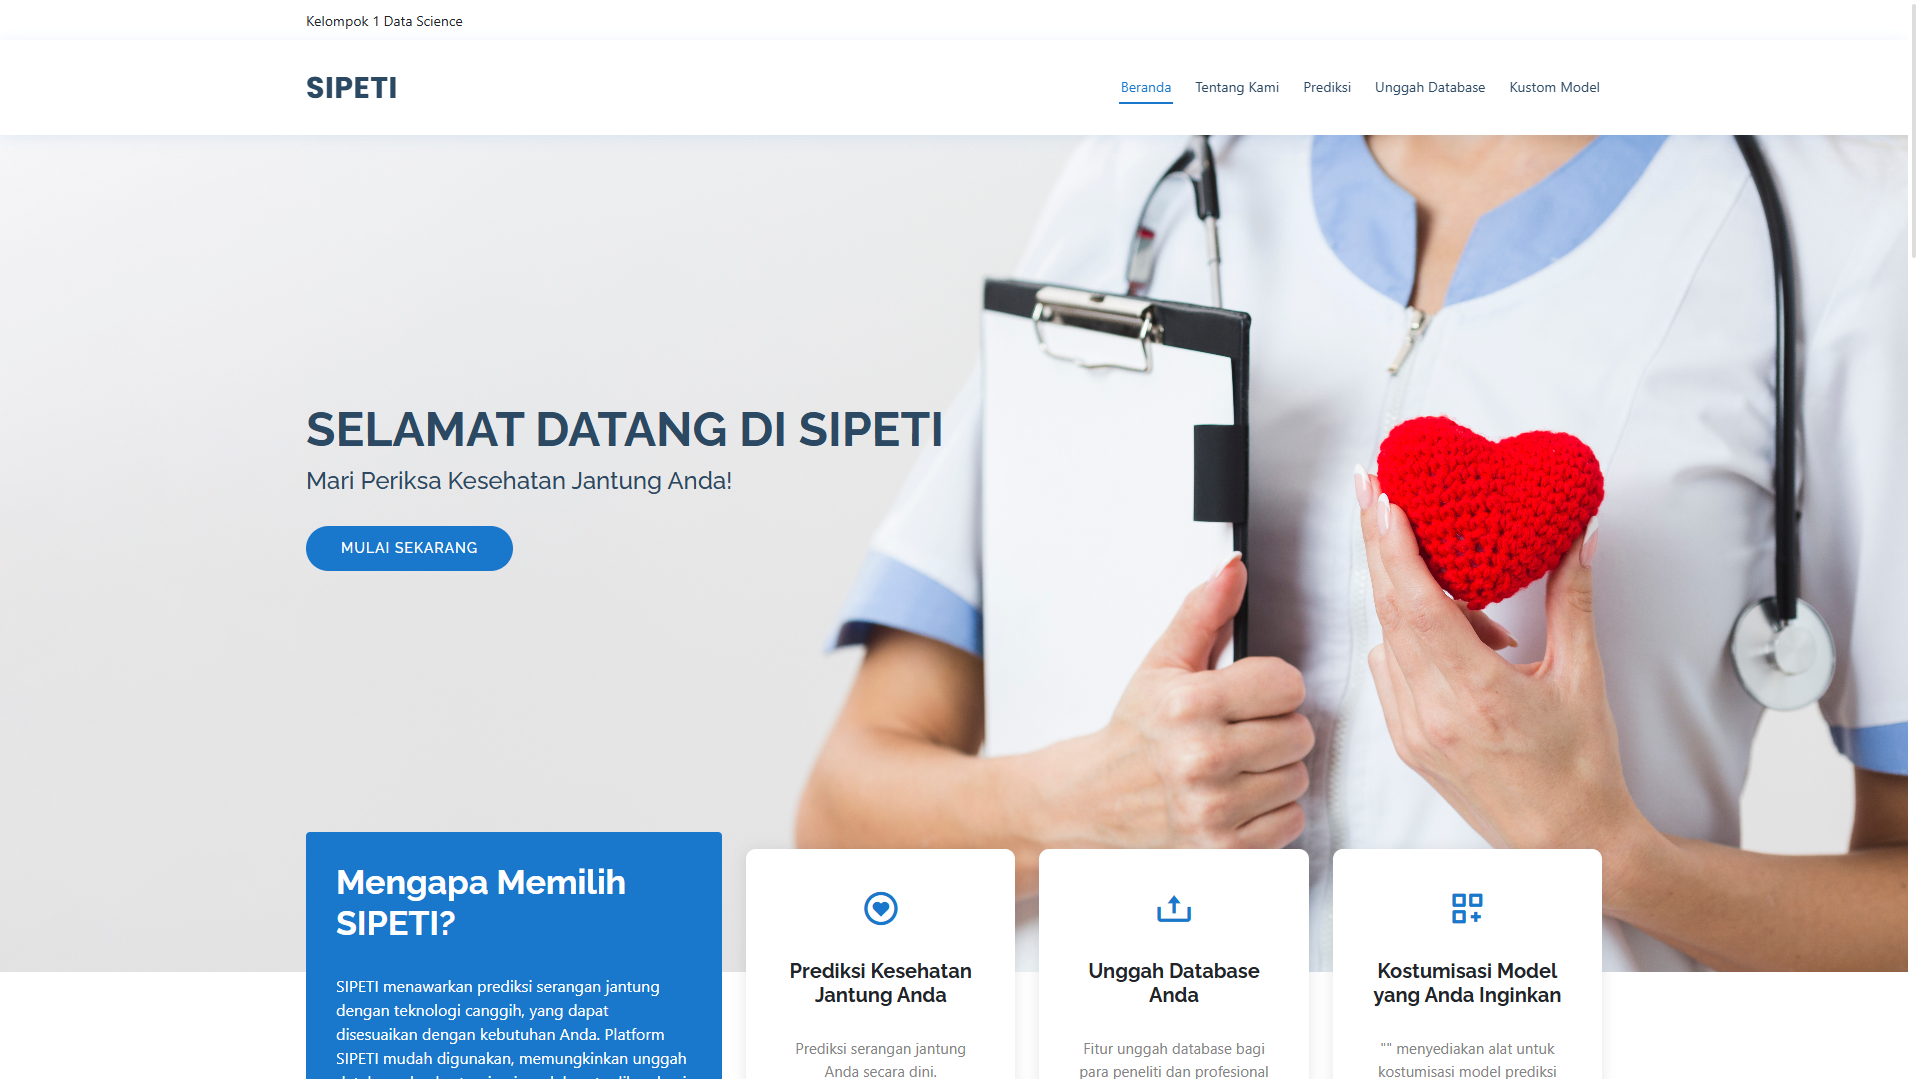 Kelompok 1 Data Science
SIPETI
Beranda Tentang Kami Prediksi Unggah Database Kustom Model
SELAMAT DATANG DI SIPETI
Mari Periksa Kesehatan Jantung Anda!
MULAI SEKARANG
Mengapa Memilih
SIPETI?
SIPETI menawarkan prediksi serangan jantung
dengan teknologi canggih, yang dapat
disesuaikan dengan kebutuhan Anda. Platform
SIPETI mudah digunakan, memungkinkan unggah
Prediksi Kesehatan
Jantung Anda
Prediksi serangan jantung
Anda secara dini.
Unggah Database
Anda
Fitur unggah database bagi
para peneliti dan profesional
Kostumisasi Model
yang Anda Inginkan
"" menyediakan alat untuk
kostumisasi model prediksi